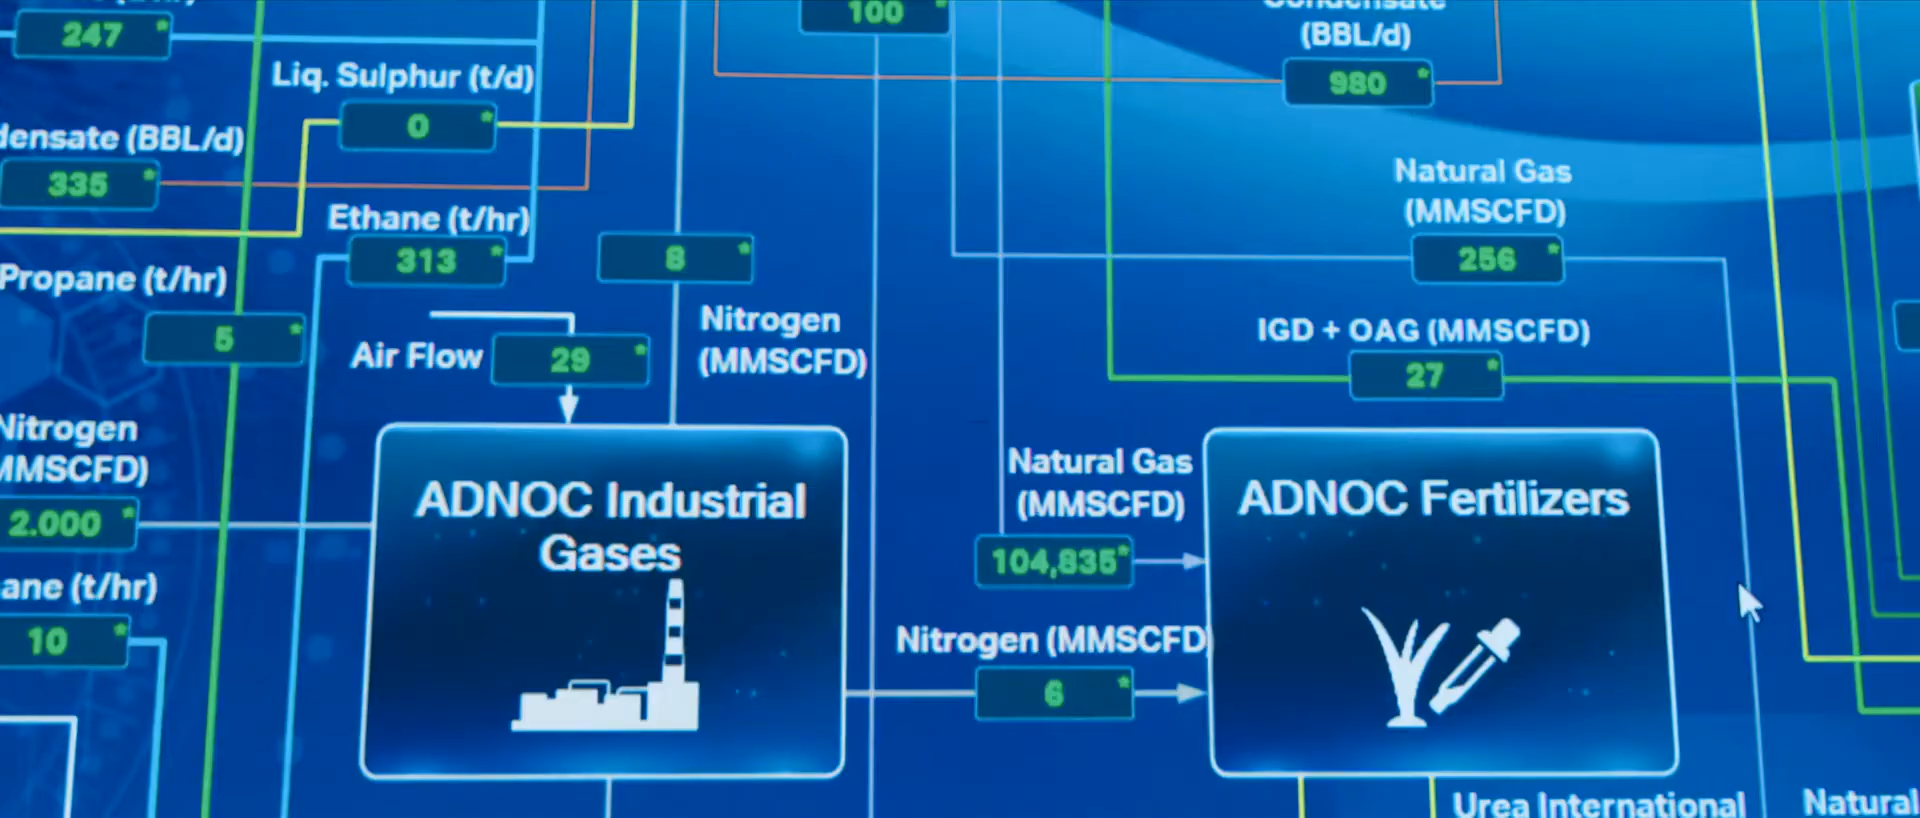 247
100
(BBL/d)
980
Liq. Sulphur (t/d)
0
(BBL/d)
335
Ethane (t/hr)
313
8
Nitrogen
(MMSCFD)
Propane (t/hr)
5
Air Flow
29
Natural Gas
(MMSCFD)
256
IGD + OAG (MMSCFD)
27
Nitrogen
MMSCFD)
2.000
ane (t/hr)
10
ADNOC Industrial
Gases
Natural Gas
(MMSCFD)
104,835
Nitrogen (MMSCFD)
6
ADNOC Fertilizers
Urea International
Natural